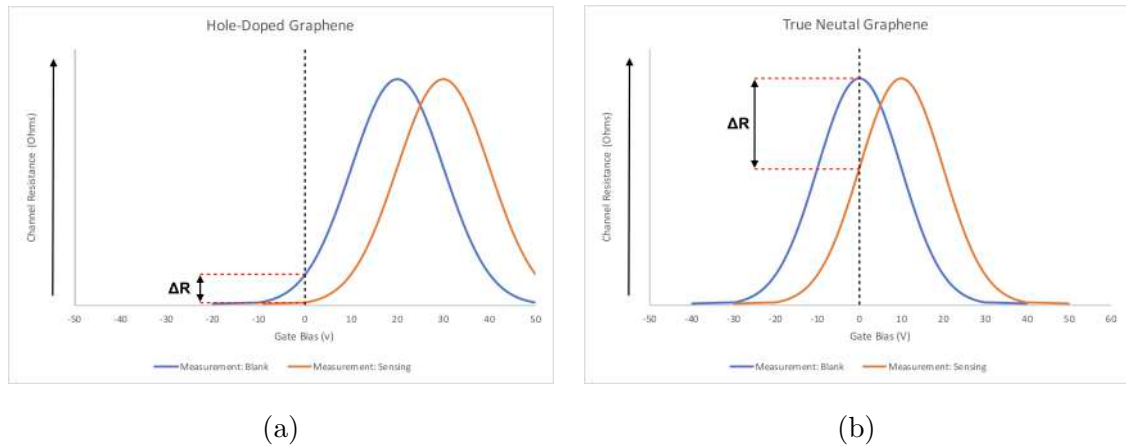 Hole-Doped Graphene
Channel Resistance (Ohms)
ΔR
-50 -40 -30 -20 -10 0 10 20 30 40 50
Gate Bias (v)
Measurement: Blank Measurement: Sensing
(a)
True Neutal Graphene
Channel Resistance (Ohms)
ΔR
-50 -40 -30 -20 -10 0 10 20 30 40 50 60
Gate Bias (V)
Measurement: Blank Measurement: Sensing
(b)